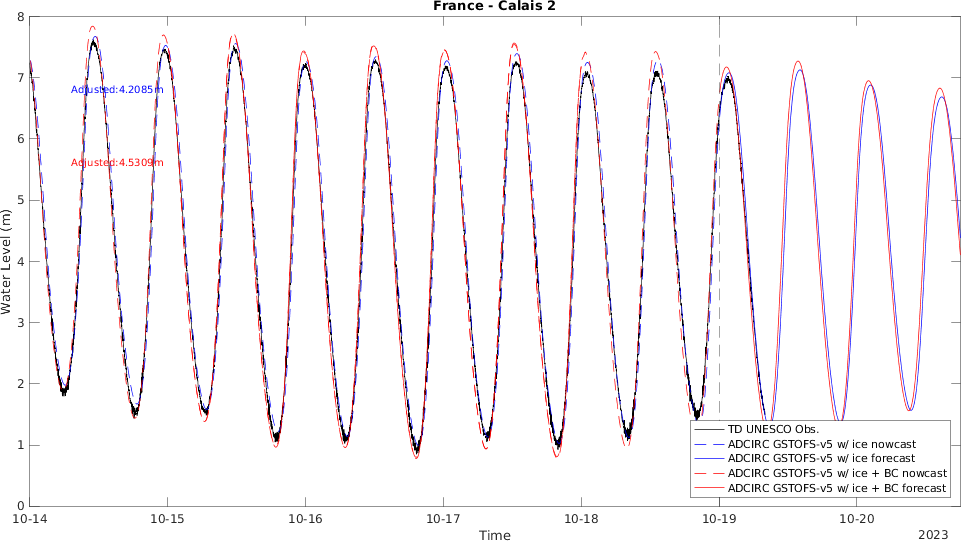 France - Calais 2
8
7
6
5
4
3
2
1
0
Water Level (m)
Adjusted:4.2085m
Adjusted:4.5309m
TD UNESCO Obs.
ADCIRC GSTOFS-v5 w/ ice nowcast
ADCIRC GSTOFS-v5 w/ ice forecast
ADCIRC GSTOFS-v5 w/ ice + BC nowcast
ADCIRC GSTOFS-v5 w/ ice + BC forecast
10-14 10-15 10-16 10-17 10-18 10-19 10-20
Time
2023